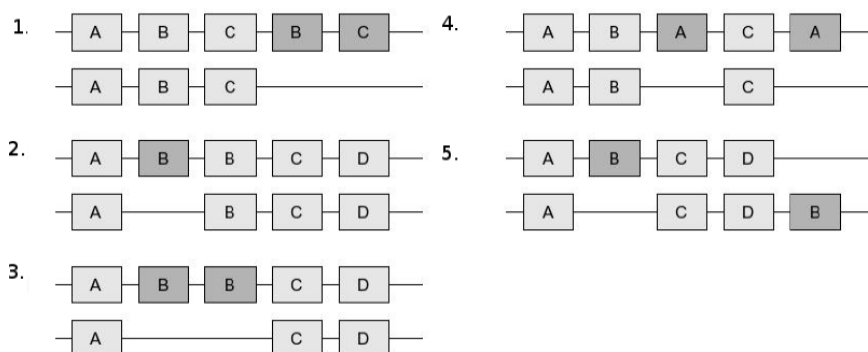 1. A B C B C
A B C
2. A B B C D
A B C D
3. A B B C D
A C D
4. A B A C A
A B C
5. A B C D
A C D B